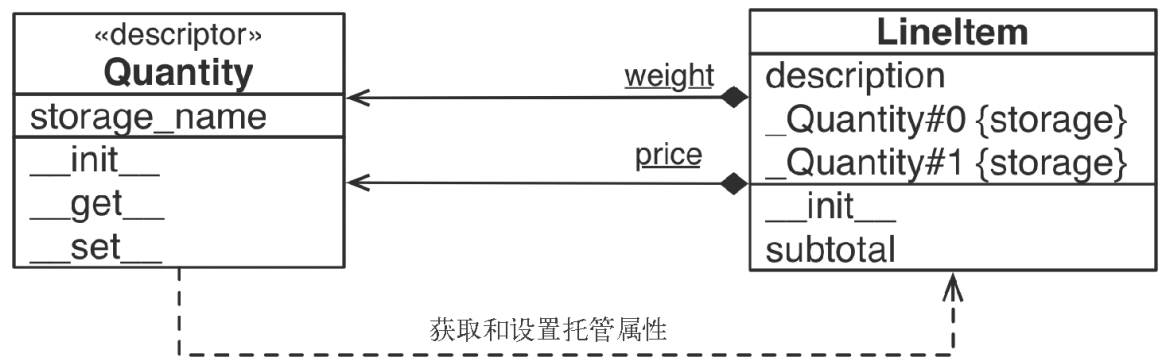 «descriptor»
Quantity
storage_name
__init__
__get__
__set__
weight
price
LineItem
description
_Quantity#0 {storage}
_Quantity#1 {storage}
__init__
subtotal
获取和设置托管属性